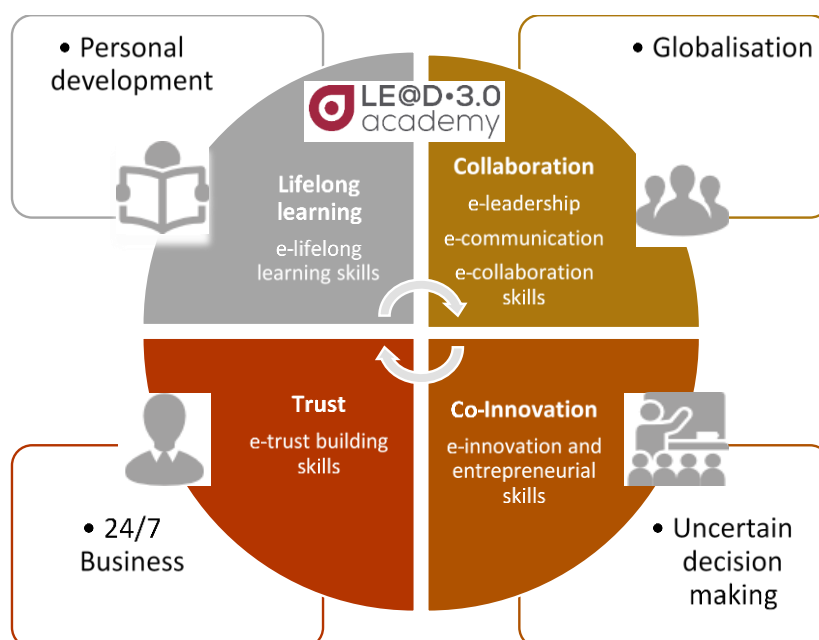 • Personal
development
• Globalisation
LE@D•3.0
academy
Lifelong
learning
e-lifelong
learning skills
Collaboration
e-leadership
e-communication
e-collaboration
skills
Trust
e-trust building
skills
Co-Innovation
e-innovation and
entrepreneurial
skills
• 24/7
Business
• Uncertain
decision
making